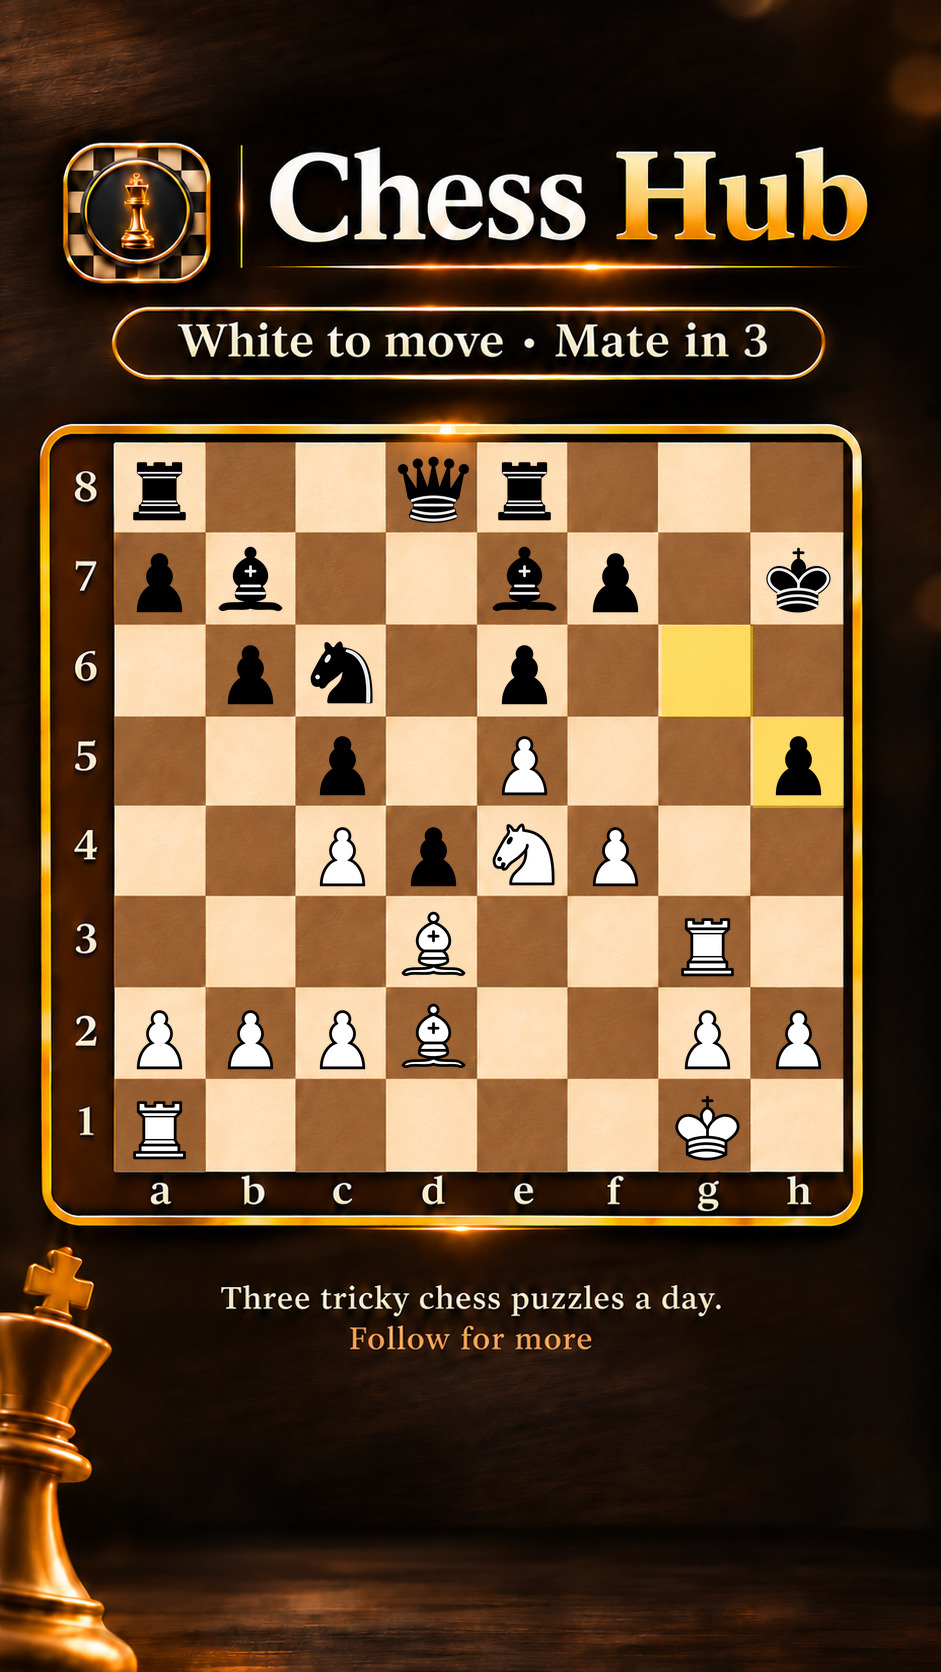 Chess Hub
White to move • Mate in 3
8
7
6
5
4
3
2
1
a b c d e f g h
Three tricky chess puzzles a day.
Follow for more